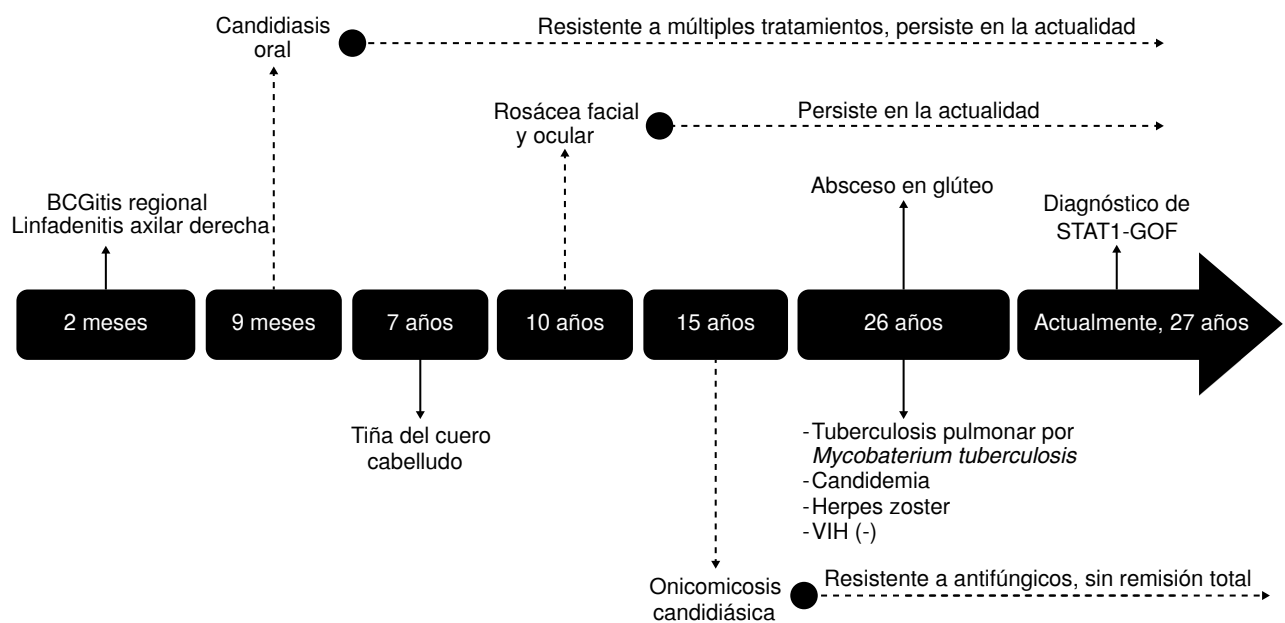 Candidiasis
oral
Resistente a múltiples tratamientos, persiste en la actualidad
Rosácea facial
y ocular
Persiste en la actualidad
BCGitis regional
Linfadenitis axilar derecha
Absceso en glúteo
Diagnóstico de
STAT1-GOF
2 meses
9 meses
7 años
10 años
15 años
26 años
Actualmente, 27 años
Tiña del cuero
cabelludo
-Tuberculosis pulmonar por
Mycobaterium tuberculosis
-Candidemia
-Herpes zoster
-VIH (-)
Onicomicosis
candidiásica
Resistente a antifúngicos, sin remisión total